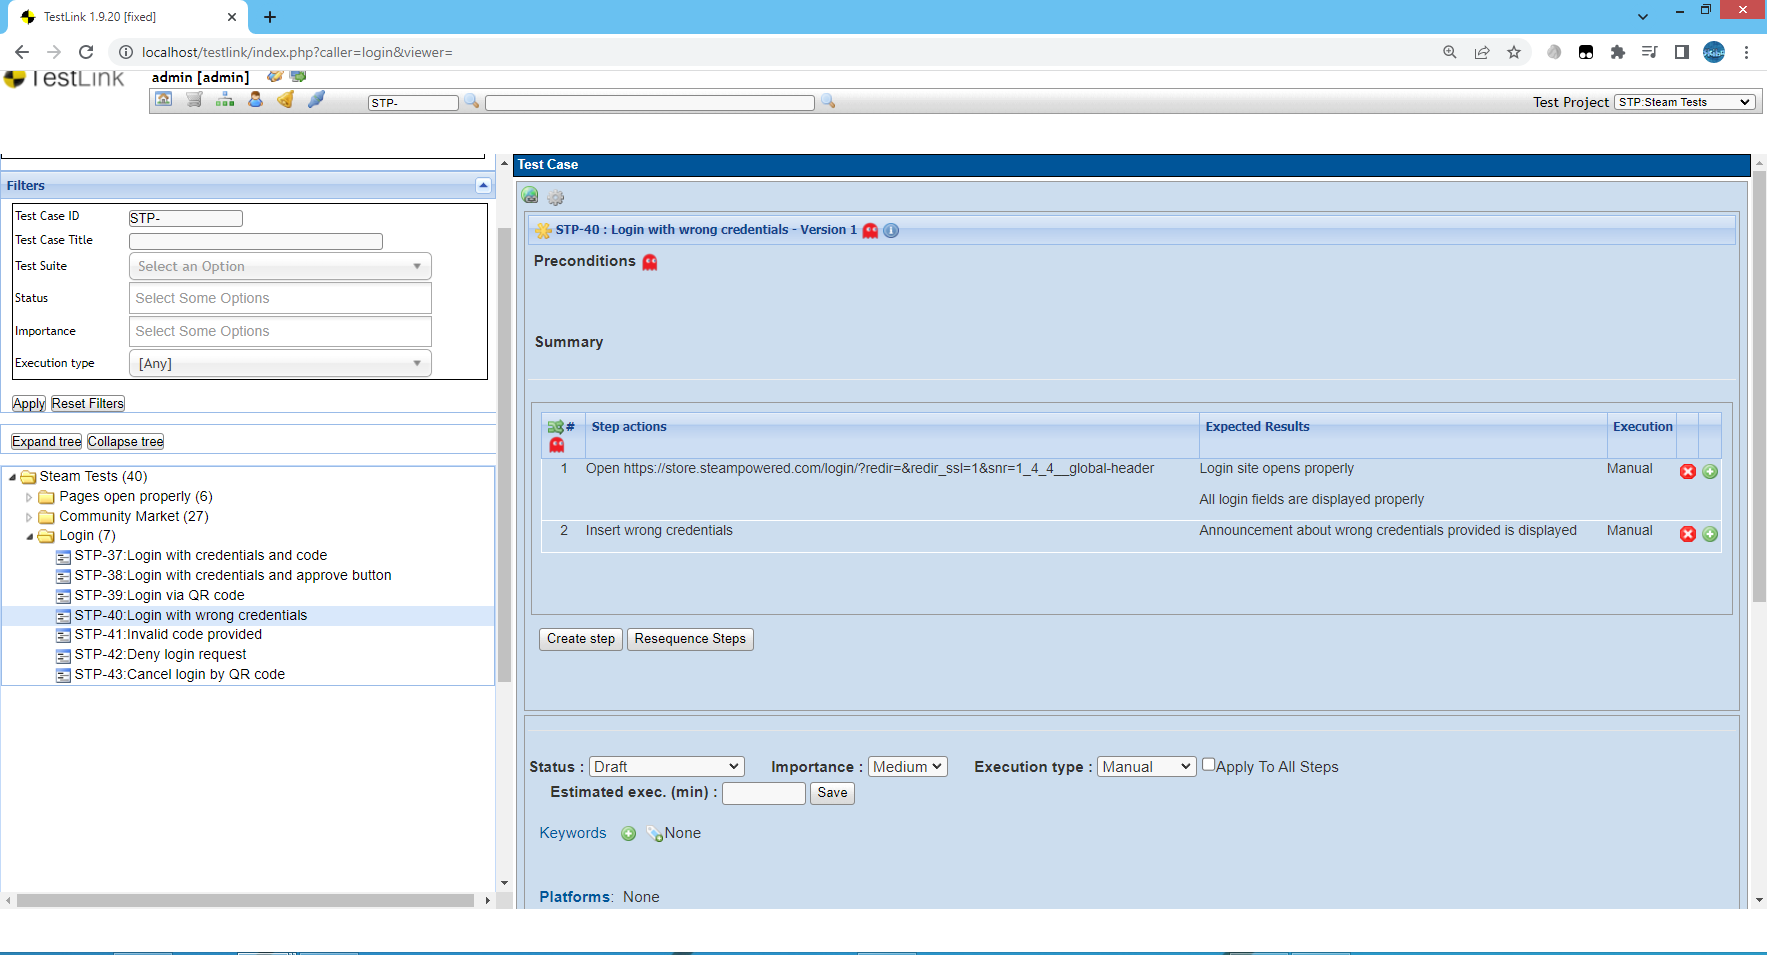 TestLink 1.9.20 [fixed]
localhost/testlink/index.php?caller=login&viewer=
TestLink
admin [admin]
STP-
Test Project STP:Steam Tests
Filters
Test Case ID STP-
Test Case Title
Test Suite Select an Option
Status Select Some Options
Importance Select Some Options
Execution type [Any]
Apply Reset Filters
Expand tree Collapse tree
Steam Tests (40)
Pages open properly (6)
Community Market (27)
Login (7)
STP-37:Login with credentials and code
STP-38:Login with credentials and approve button
STP-39:Login via QR code
STP-40:Login with wrong credentials
STP-41:Invalid code provided
STP-42:Deny login request
STP-43:Cancel login by QR code
Test Case
STP-40 : Login with wrong credentials - Version 1
Preconditions
Summary
# Step actions Expected Results Execution
1 Open https://store.steampowered.com/login/?redir=&redir_ssl=1&snr=1_4_4__global-header Login site opens properly Manual
All login fields are displayed properly
2 Insert wrong credentials Announcement about wrong credentials provided is displayed Manual
Create step Resequence Steps
Status : Draft Importance : Medium Execution type : Manual Apply To All Steps
Estimated exec. (min) : Save
Keywords None
Platforms: None